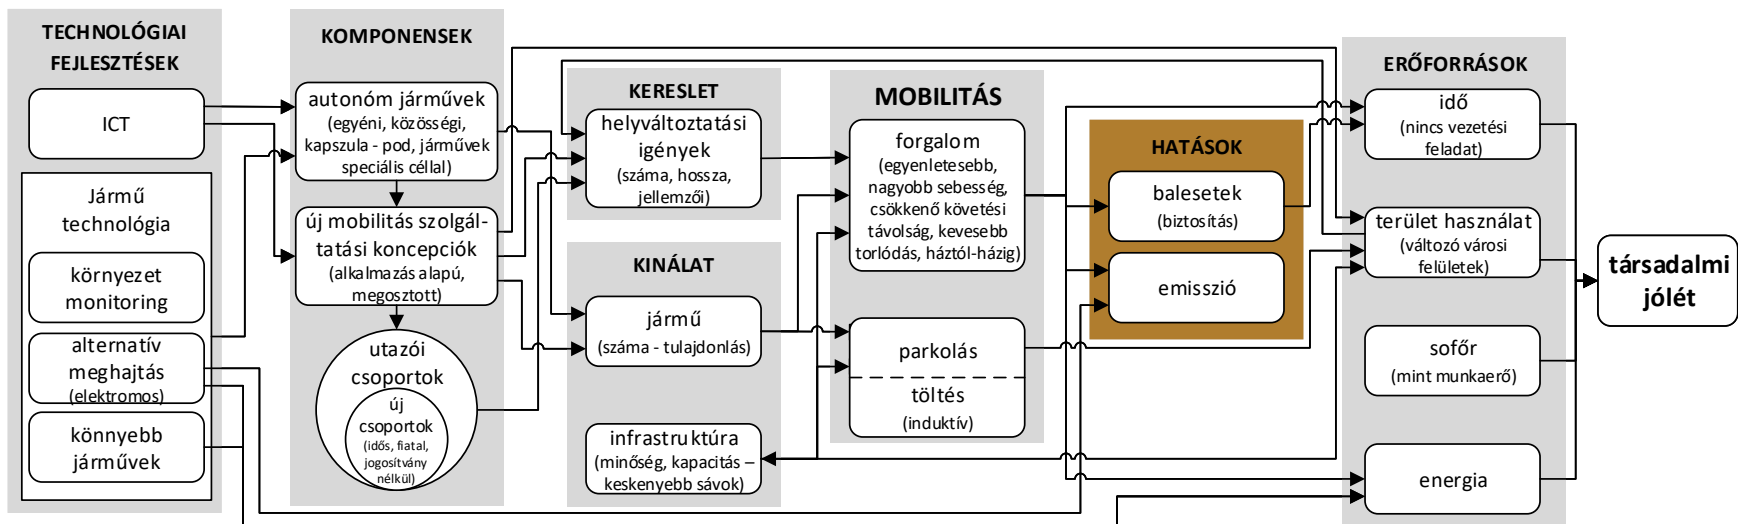 TECHNOLÓGIAI
FEJLESZTÉSEK
ICT
Jármű
technológia
környezet
monitoring
alternatív
meghajtás
(elektromos)
könnyebb
járművek
KOMPONENSEK
autonóm járművek
(egyéni, közösségi,
kapszula - pod, járművek
speciális céllal)
új mobilitás szolgál-
tatási koncepciók
(alkalmazás alapú,
megosztott)
utazói
csoportok
új
csoportok
(idős, fiatal,
jogosítvány
nélkül)
KERESLET
helyváltoztatási
igények
(száma, hossza,
jellemzői)
KINÁLAT
jármű
(száma - tulajdonlás)
infrastruktúra
(minőség, kapacitás –
keskenyebb sávok)
MOBILITÁS
forgalom
(egyenletesebb,
nagyobb sebesség,
csökkenő követési
távolság, kevesebb
torlódás, háztól-házig)
parkolás
töltés
(induktív)
HATÁSOK
balesetek
(biztosítás)
emisszió
ERŐFORRÁSOK
idő
(nincs vezetési
feladat)
terület használat
(változó városi
felületek)
sofőr
(mint munkaerő)
energia
társadalmi
jólét